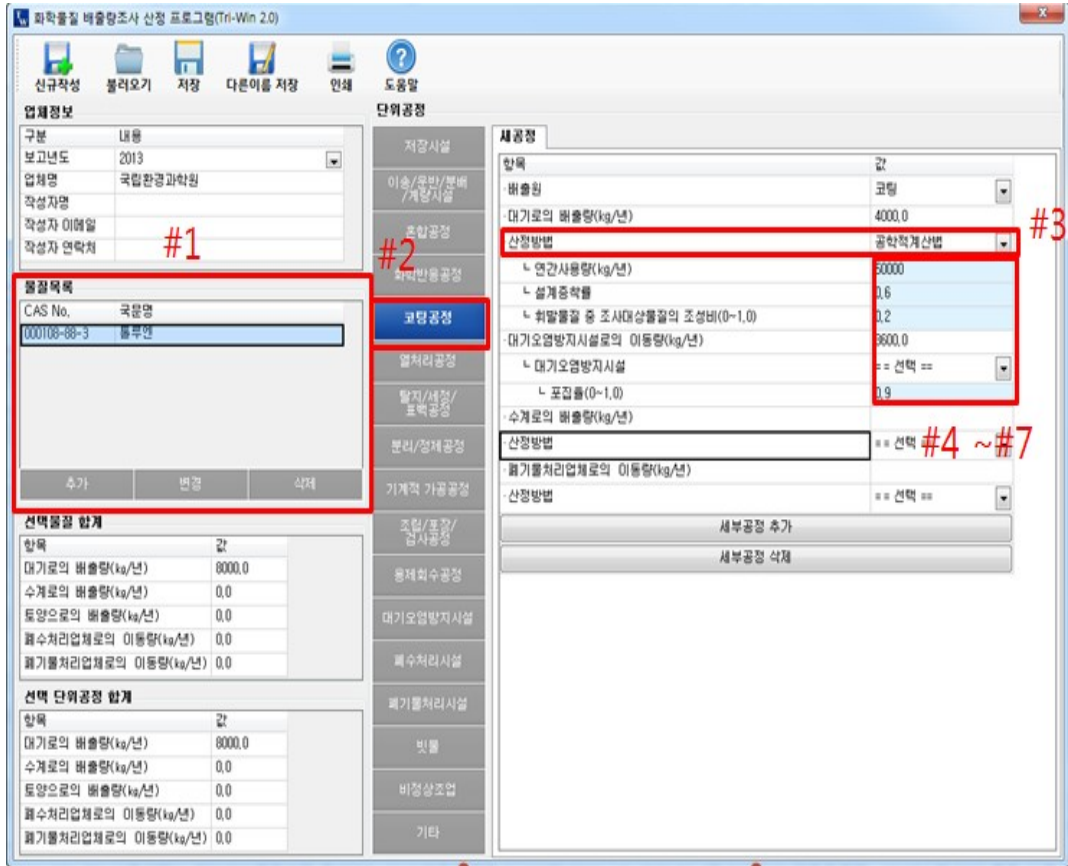 화학물질 배출량조사 산정 프로그램(Tri-Win 2.0)
신규작성 불러오기 저장 다른이름 저장 인쇄 도움말
업체정보
구분 내용
보고년도 2013
업체명 국립환경과학원
작성자명
작성자 이메일
작성자 연락처
#1
물질목록
CAS No. 국문명
000108-88-3 톨루엔
추가 변경 삭제
선택물질 합계
항목 값
대기로의 배출량(kg/년) 8000.0
수계로의 배출량(kg/년) 0.0
토양으로의 배출량(kg/년) 0.0
폐수처리업체로의 이동량(kg/년) 0.0
폐기물처리업체로의 이동량(kg/년) 0.0
선택 단위공정 합계
항목 값
대기로의 배출량(kg/년) 8000.0
수계로의 배출량(kg/년) 0.0
토양으로의 배출량(kg/년) 0.0
폐수처리업체로의 이동량(kg/년) 0.0
폐기물처리업체로의 이동량(kg/년) 0.0
단위공정
저장시설
이송/운반/분배
/계량시설
혼합공정
#2
화학반응공정
코팅공정
열처리공정
탈지/세정/
표백공정
분리/정제공정
기계적 가공공정
조립/포장/
검사공정
용제회수공정
대기오염방지시설
폐수처리시설
폐기물처리시설
빗물
비정상조업
기타
새공정
항목 값
·배출원 코팅
·대기로의 배출량(kg/년) 4000.0
#3
·산정방법 공학적계산법
┗ 연간사용량(kg/년) 50000
┗ 설계증학률 0.6
┗ 휘발물질 중 조사대상물질의 조성비(0~1.0) 0.2
·대기오염방지시설로의 이동량(kg/년) 3600.0
┗ 대기오염방지시설 == 선택 ==
┗ 포집률(0~1.0) 0.9
·수계로의 배출량(kg/년)
·산정방법 == 선택
#4 ~#7
·폐기물처리업체로의 이동량(kg/년)
·산정방법 == 선택 ==
세부공정 추가
세부공정 삭제